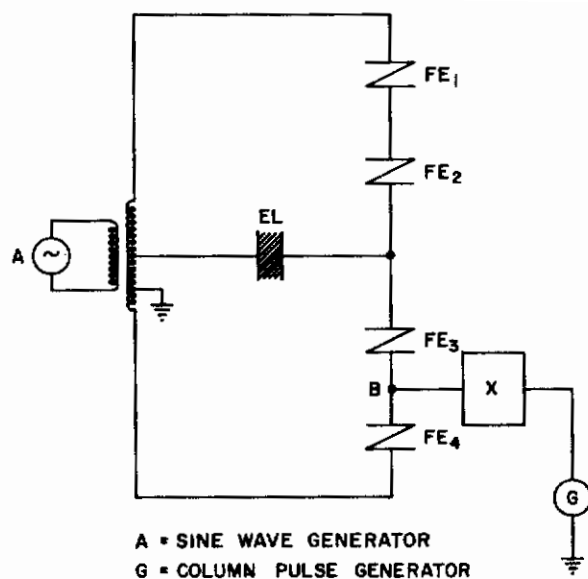 FE1
FE2
EL
A
~
FE3
B
X
FE4
G
A = SINE WAVE GENERATOR
G = COLUMN PULSE GENERATOR